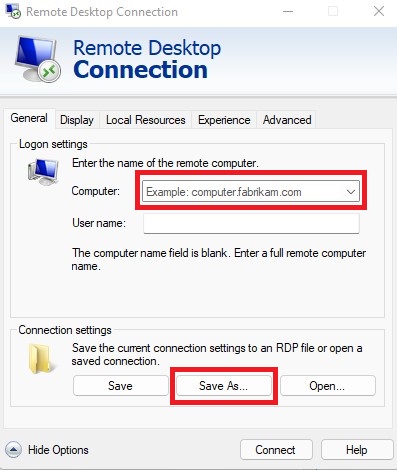 Remote Desktop Connection
Remote Desktop
Connection
General Display Local Resources Experience Advanced
Logon settings
Enter the name of the remote computer.
Computer: Example: computer.fabrikam.com
User name:
The computer name field is blank. Enter a full remote computer
name.
Connection settings
Save the current connection settings to an RDP file or open a
saved connection.
Save Save As... Open...
Hide Options Connect Help